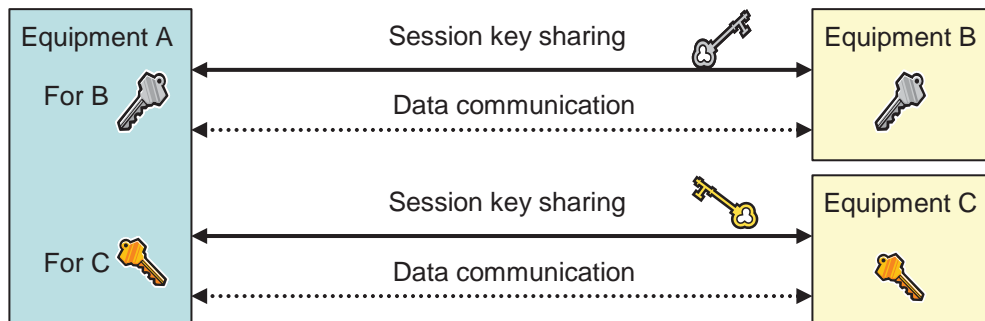 Equipment A
Session key sharing
Equipment B
For B
Data communication
Session key sharing
Equipment C
For C
Data communication